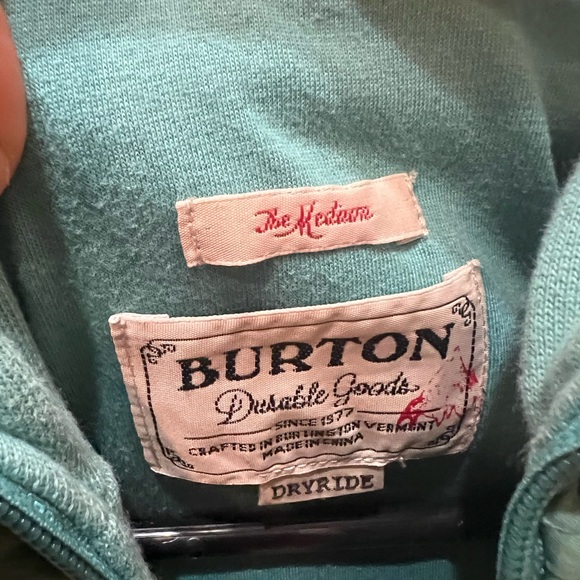 The Medium
BURTON
Durable Goods
SINCE 1977
CRAFTED IN BURLINGTON VERMONT
MADE IN CHINA
DRYRIDE